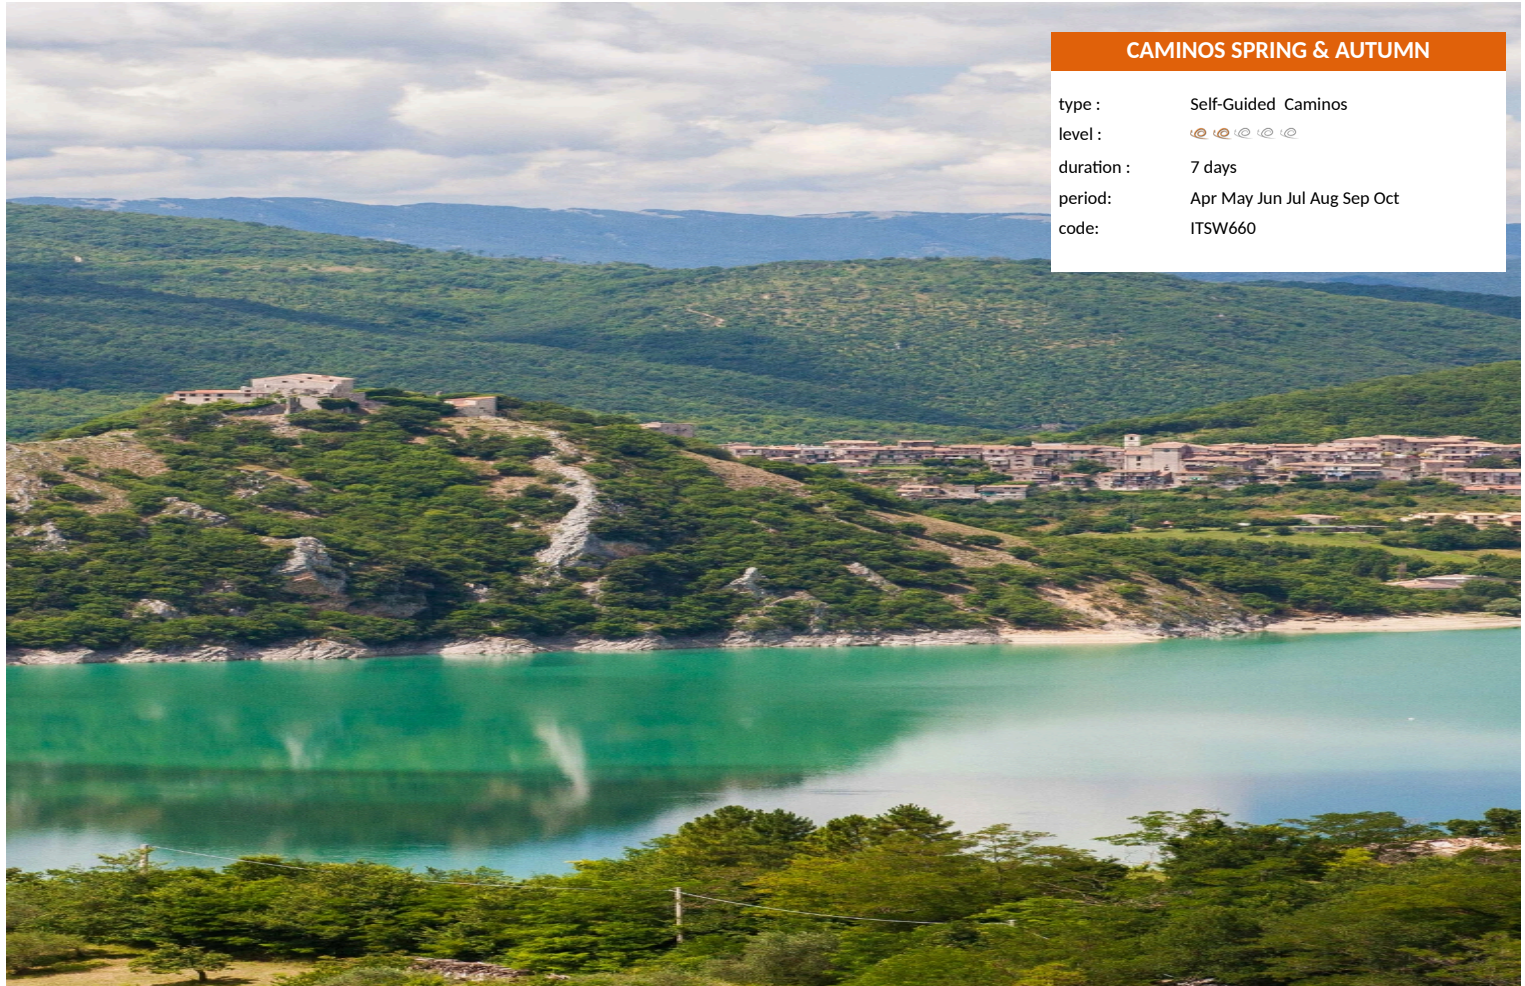 CAMINOS SPRING & AUTUMN
type : Self-Guided Caminos
level :
duration : 7 days
period: Apr May Jun Jul Aug Sep Oct
code: ITSW660